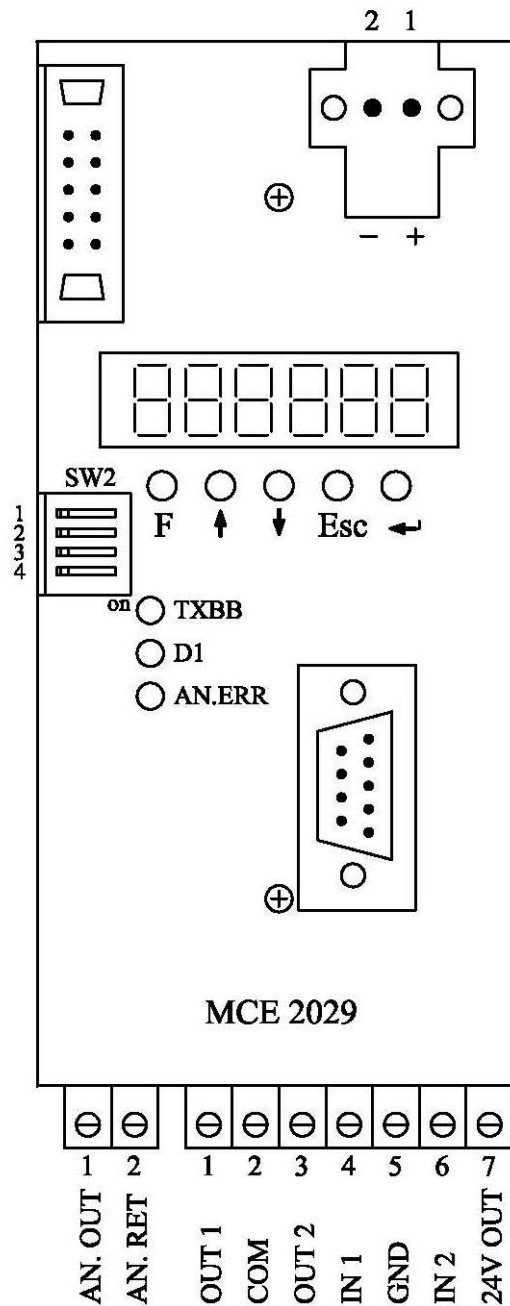 2 1
− +
SW2
1
2
3
4
F ↑ ↓ Esc ↵
on
TXBB
D1
AN.ERR
MCE 2029
1 2 1 2 3 4 5 6 7
AN. OUT
AN. RET
OUT 1
COM
OUT 2
IN 1
GND
IN 2
24V OUT